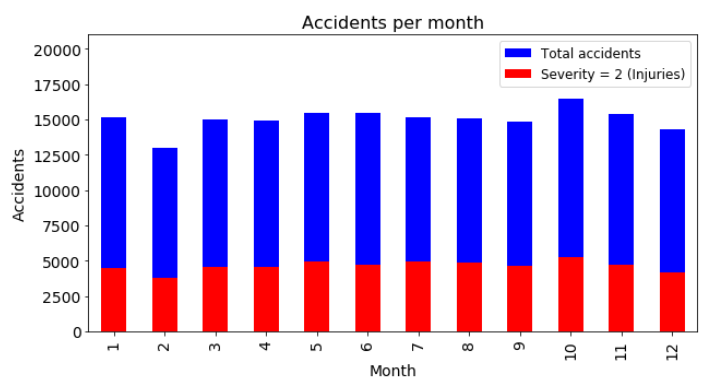 Accidents per month
Total accidents
Severity = 2 (Injuries)
Accidents
20000
17500
15000
12500
10000
7500
5000
2500
0
1 2 3 4 5 6 7 8 9 10 11 12
Month